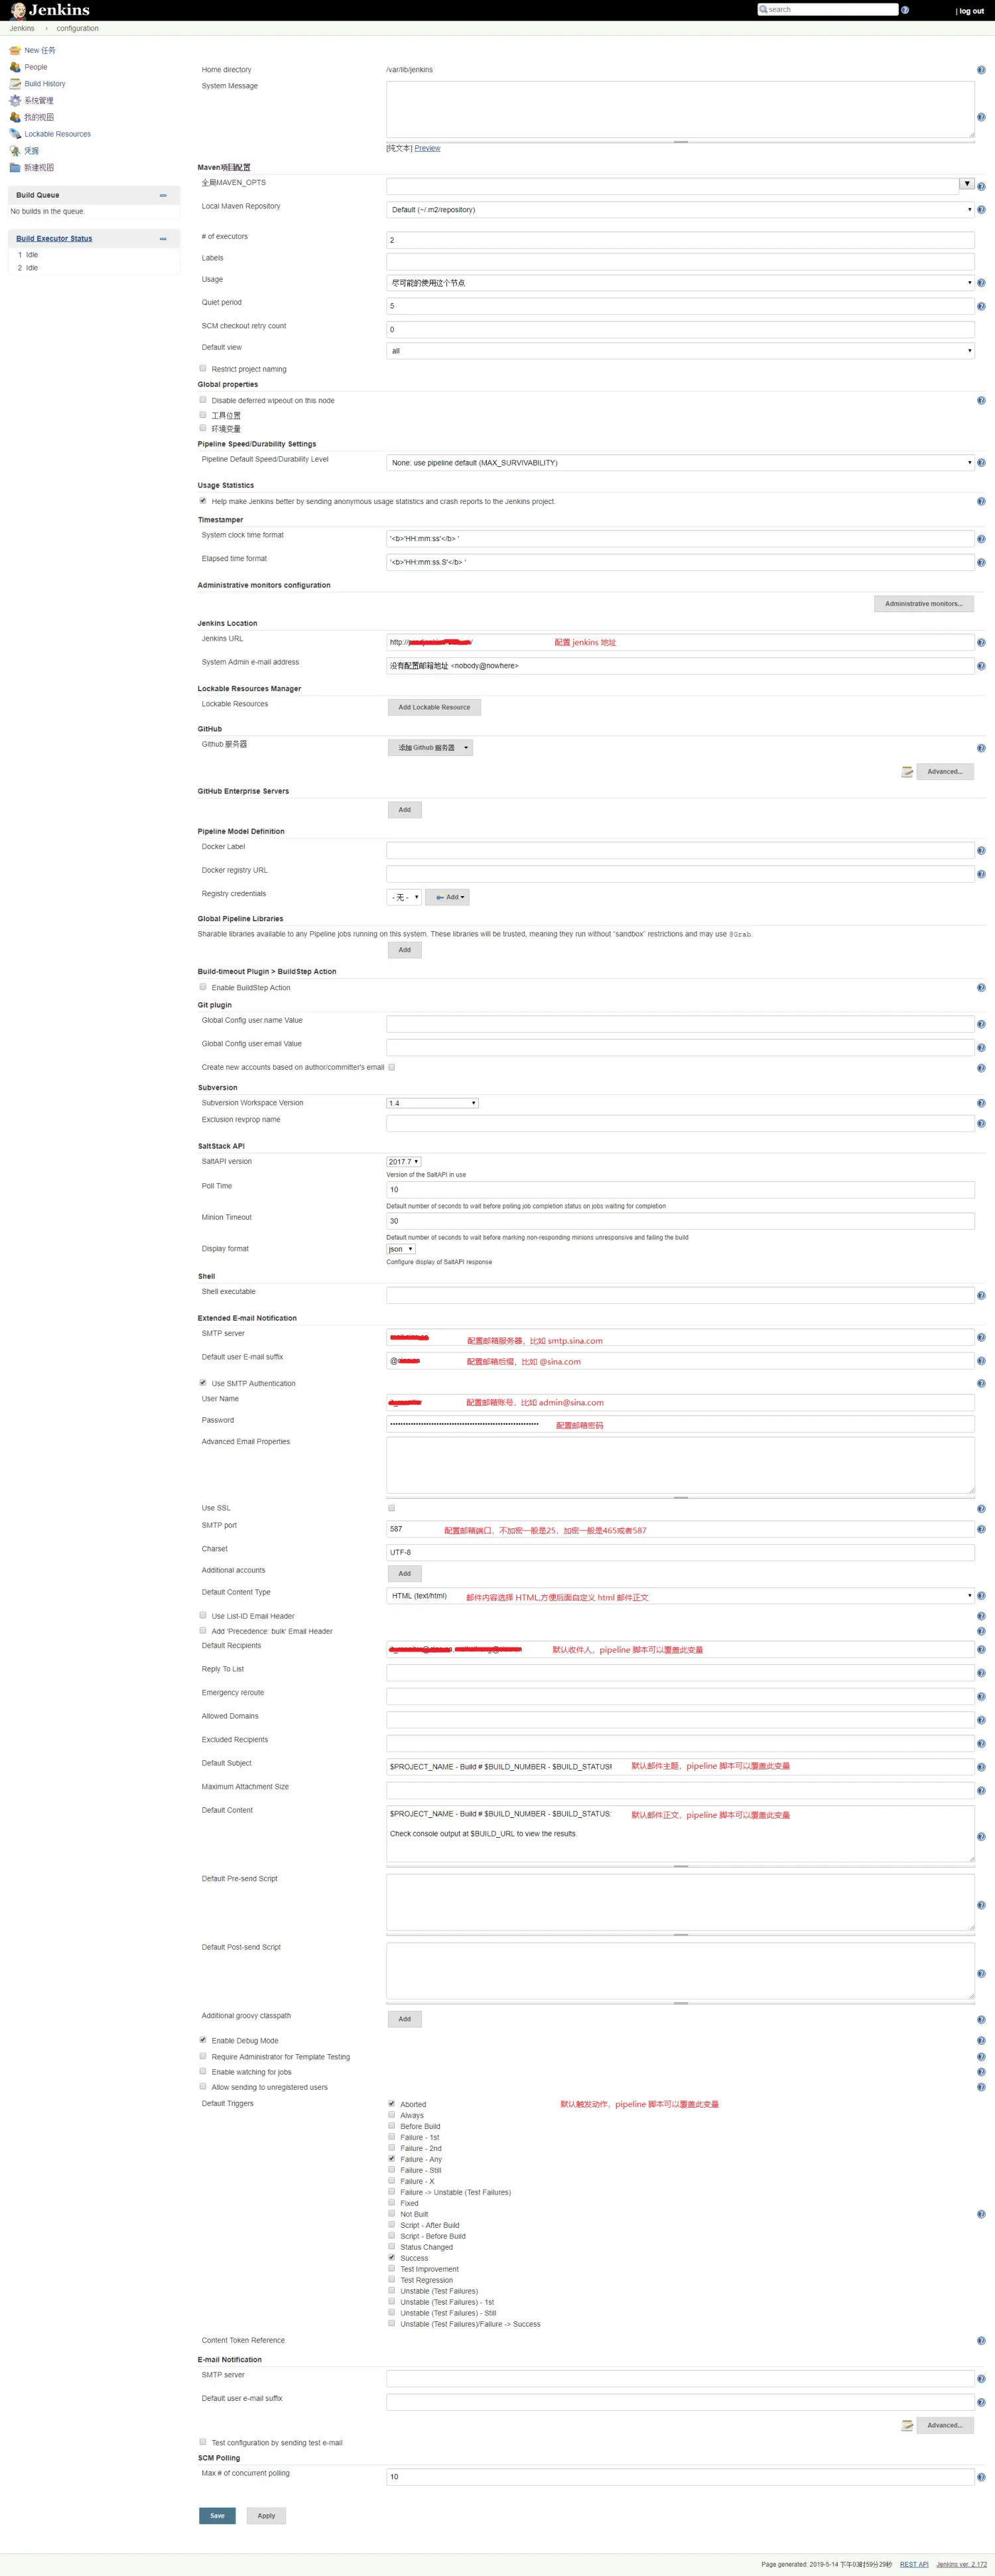 Jenkins
search
| log out
Jenkins
configuration
New 任务
People
Build History
系统管理
我的视图
Lockable Resources
凭据
新建视图
Build Queue
No builds in the queue.
Build Executor Status
1 Idle
2 Idle
Home directory
/var/lib/jenkins
System Message
[纯文本] Preview
Maven项目配置
全局MAVEN_OPTS
Local Maven Repository
Default (~/.m2/repository)
# of executors
2
Labels
Usage
尽可能的使用这个节点
Quiet period
5
SCM checkout retry count
0
Default view
all
Restrict project naming
Global properties
Disable deferred wipeout on this node
工具位置
环境变量
Pipeline Speed/Durability Settings
Pipeline Default Speed/Durability Level
None: use pipeline default (MAX_SURVIVABILITY)
Usage Statistics
Help make Jenkins better by sending anonymous usage statistics and crash reports to the Jenkins project.
Timestamper
System clock time format
'<b>'HH:mm:ss'</b> '
Elapsed time format
'<b>'HH:mm:ss.S'</b> '
Administrative monitors configuration
Administrative monitors...
Jenkins Location
Jenkins URL
http://
配置 jenkins 地址
System Admin e-mail address
没有配置邮箱地址 <nobody@nowhere>
Lockable Resources Manager
Lockable Resources
Add Lockable Resource
GitHub
Github 服务器
添加 Github 服务器
Advanced...
GitHub Enterprise Servers
Add
Pipeline Model Definition
Docker Label
Docker registry URL
Registry credentials
- 无 -
Add
Global Pipeline Libraries
Sharable libraries available to any Pipeline jobs running on this system. These libraries will be trusted, meaning they run without “sandbox” restrictions and may use @Grab.
Add
Build-timeout Plugin > BuildStep Action
Enable BuildStep Action
Git plugin
Global Config user.name Value
Global Config user.email Value
Create new accounts based on author/committer's email
Subversion
Subversion Workspace Version
1.4
Exclusion revprop name
SaltStack API
SaltAPI version
2017.7
Version of the SaltAPI in use
Poll Time
10
Default number of seconds to wait before polling job completion status on jobs waiting for completion
Minion Timeout
30
Default number of seconds to wait before marking non-responding minions unresponsive and failing the build
Display format
json
Configure display of SaltAPI response
Shell
Shell executable
Extended E-mail Notification
SMTP server
配置邮箱服务器，比如 smtp.sina.com
Default user E-mail suffix
@
配置邮箱后缀，比如 @sina.com
Use SMTP Authentication
User Name
配置邮箱账号，比如 admin@sina.com
Password
配置邮箱密码
Advanced Email Properties
Use SSL
SMTP port
587
配置邮箱端口，不加密一般是25，加密一般是465或者587
Charset
UTF-8
Additional accounts
Add
Default Content Type
HTML (text/html)
邮件内容选择 HTML,方便后面自定义 html 邮件正文
Use List-ID Email Header
Add 'Precedence: bulk' Email Header
Default Recipients
默认收件人，pipeline 脚本可以覆盖此变量
Reply To List
Emergency reroute
Allowed Domains
Excluded Recipients
Default Subject
$PROJECT_NAME - Build # $BUILD_NUMBER - $BUILD_STATUS!
默认邮件主题，pipeline 脚本可以覆盖此变量
Maximum Attachment Size
Default Content
$PROJECT_NAME - Build # $BUILD_NUMBER - $BUILD_STATUS:
默认邮件正文，pipeline 脚本可以覆盖此变量
Check console output at $BUILD_URL to view the results.
Default Pre-send Script
Default Post-send Script
Additional groovy classpath
Add
Enable Debug Mode
Require Administrator for Template Testing
Enable watching for jobs
Allow sending to unregistered users
Default Triggers
Aborted
默认触发动作，pipeline 脚本可以覆盖此变量
Always
Before Build
Failure - 1st
Failure - 2nd
Failure - Any
Failure - Still
Failure - X
Failure -> Unstable (Test Failures)
Fixed
Not Built
Script - After Build
Script - Before Build
Status Changed
Success
Test Improvement
Test Regression
Unstable (Test Failures)
Unstable (Test Failures) - 1st
Unstable (Test Failures) - Still
Unstable (Test Failures)/Failure -> Success
Content Token Reference
E-mail Notification
SMTP server
Default user e-mail suffix
Advanced...
Test configuration by sending test e-mail
SCM Polling
Max # of concurrent polling
10
Save
Apply
Page generated: 2019-5-14 下午03时59分29秒
REST API
Jenkins ver. 2.172